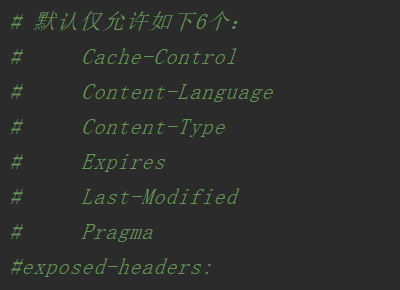 # 默认仅允许如下6个：
# Cache-Control
# Content-Language
# Content-Type
# Expires
# Last-Modified
# Pragma
#exposed-headers: